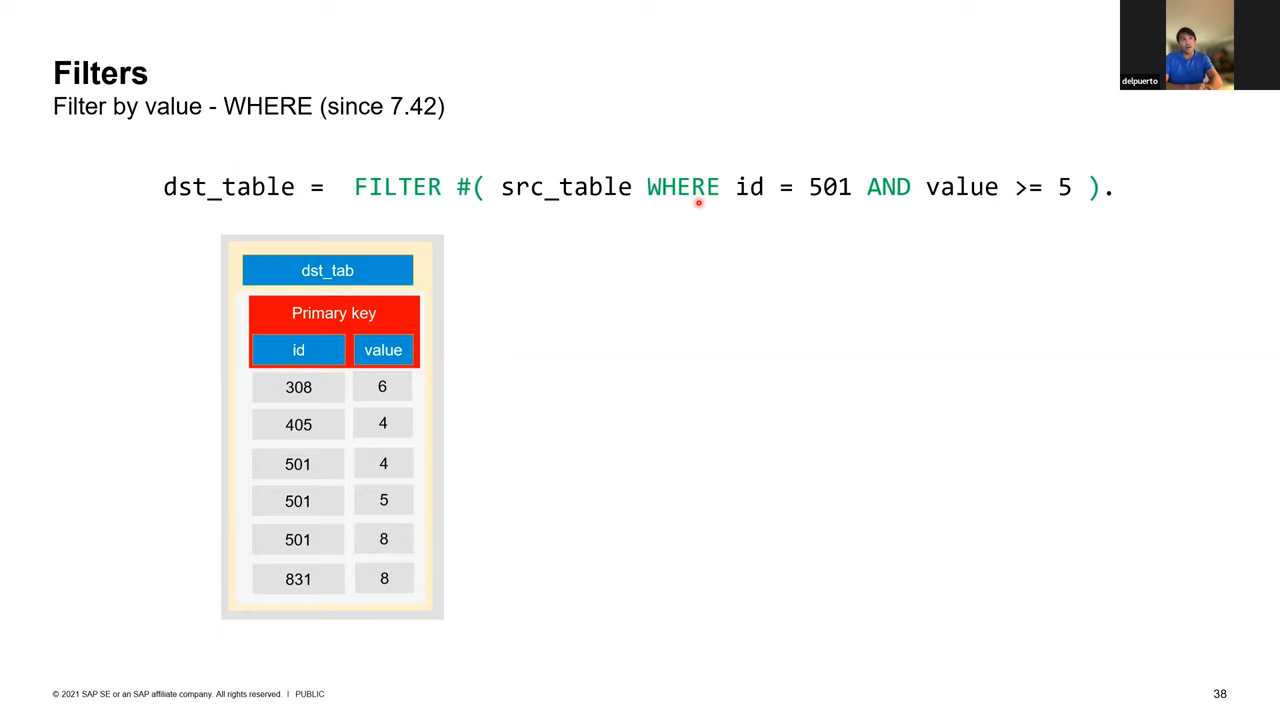 delpuerto
Filters
Filter by value - WHERE (since 7.42)
dst_table = FILTER #( src_table WHERE id = 501 AND value >= 5 ).
dst_tab
Primary key
id value
308 6
405 4
501 4
501 5
501 8
831 8
© 2021 SAP SE or an SAP affiliate company. All rights reserved. I PUBLIC
38